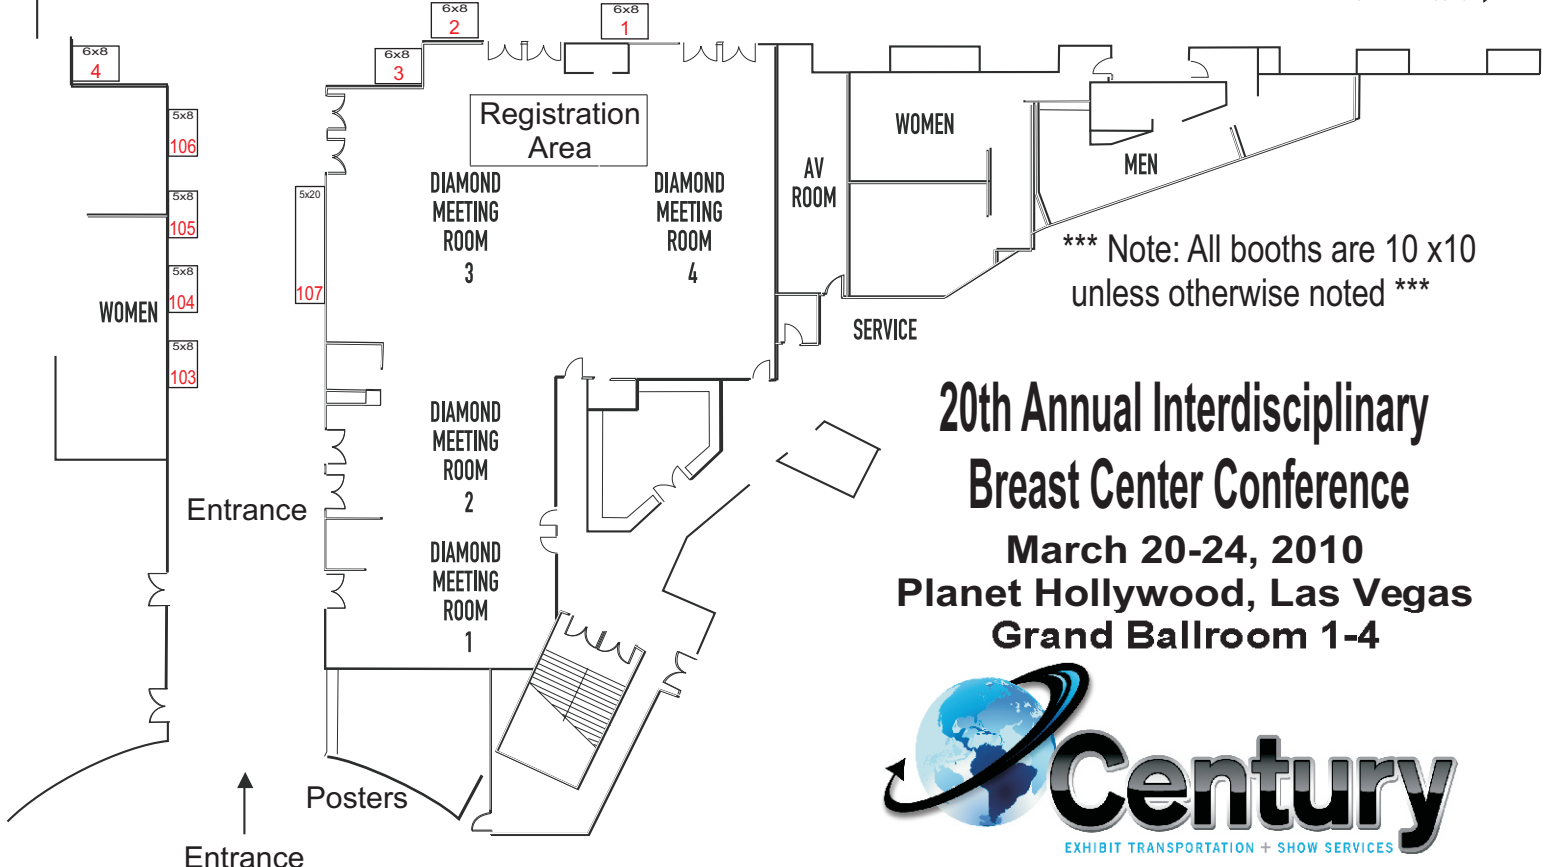 6x8
2
6x8
1
6x8
4
6x8
3
5x8
106
5x8
105
5x8
104
5x8
103
5x20
107
Registration
Area
DIAMOND
MEETING
ROOM
3
DIAMOND
MEETING
ROOM
4
AV
ROOM
WOMEN
MEN
WOMEN
SERVICE
*** Note: All booths are 10 x10
unless otherwise noted ***
DIAMOND
MEETING
ROOM
2
DIAMOND
MEETING
ROOM
1
Entrance
20th Annual Interdisciplinary
Breast Center Conference
March 20-24, 2010
Planet Hollywood, Las Vegas
Grand Ballroom 1-4
Posters
Entrance
Century
EXHIBIT TRANSPORTATION + SHOW SERVICES